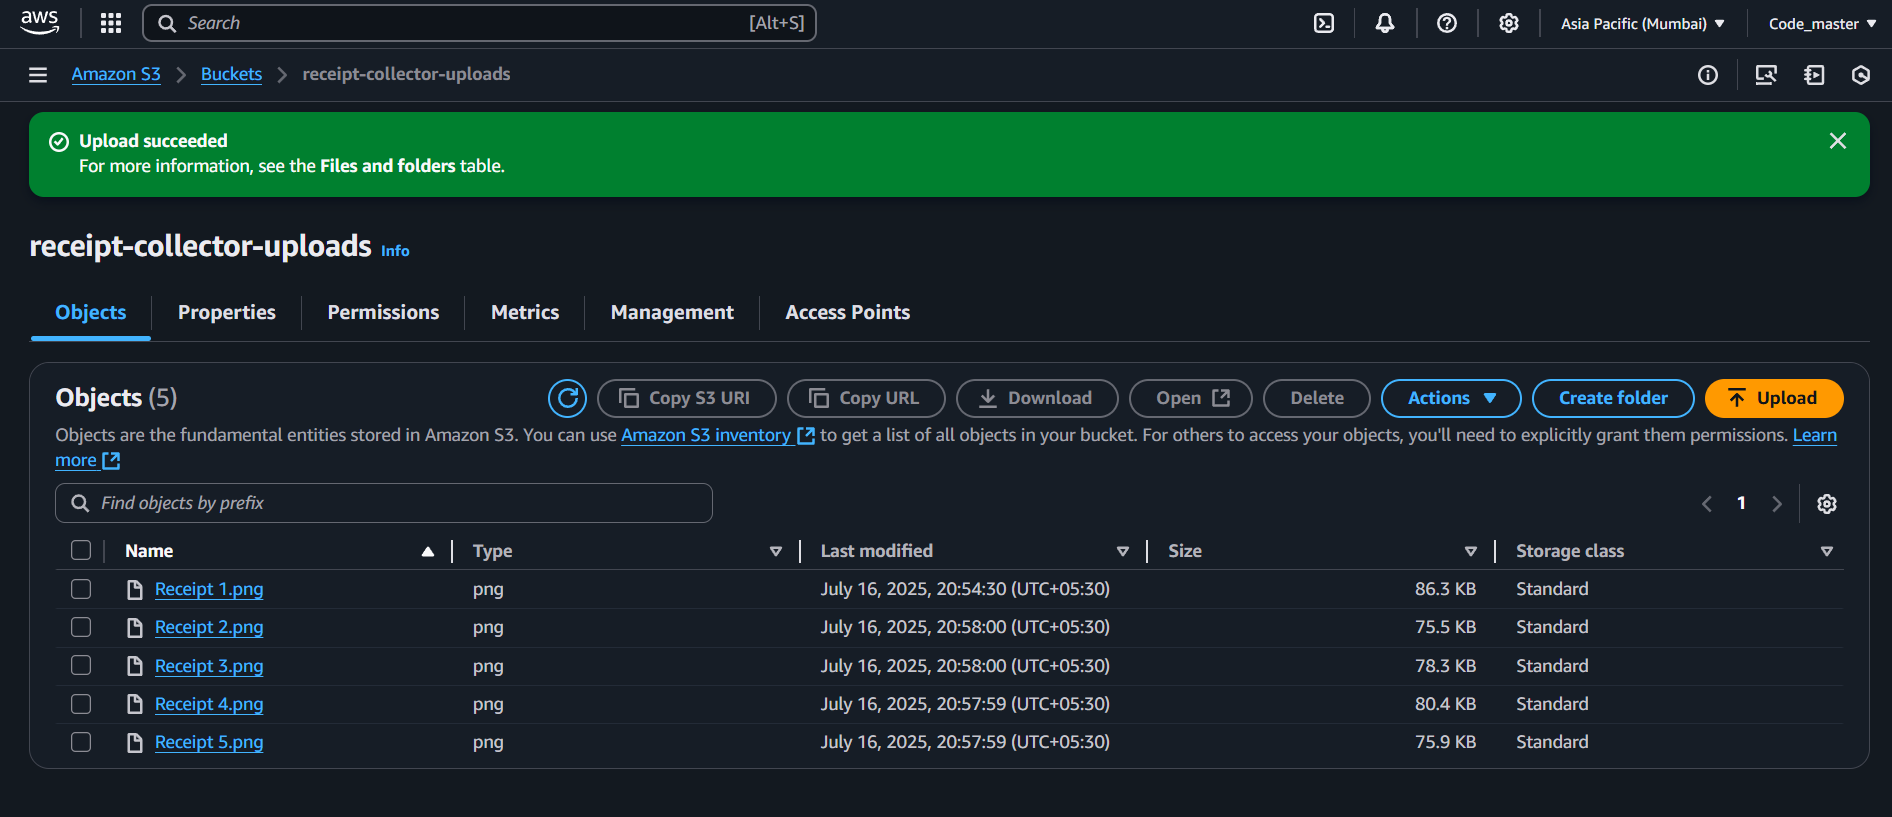 aws Search [Alt+S] Asia Pacific (Mumbai) Code_master
Amazon S3 Buckets receipt-collector-uploads
Upload succeeded
For more information, see the Files and folders table.
receipt-collector-uploads Info
Objects Properties Permissions Metrics Management Access Points
Objects (5) Copy S3 URI Copy URL Download Open Delete Actions Create folder Upload
Objects are the fundamental entities stored in Amazon S3. You can use Amazon S3 inventory to get a list of all objects in your bucket. For others to access your objects, you'll need to explicitly grant them permissions. Learn
more
Find objects by prefix 1
Name Type Last modified Size Storage class
Receipt 1.png png July 16, 2025, 20:54:30 (UTC+05:30) 86.3 KB Standard
Receipt 2.png png July 16, 2025, 20:58:00 (UTC+05:30) 75.5 KB Standard
Receipt 3.png png July 16, 2025, 20:58:00 (UTC+05:30) 78.3 KB Standard
Receipt 4.png png July 16, 2025, 20:57:59 (UTC+05:30) 80.4 KB Standard
Receipt 5.png png July 16, 2025, 20:57:59 (UTC+05:30) 75.9 KB Standard